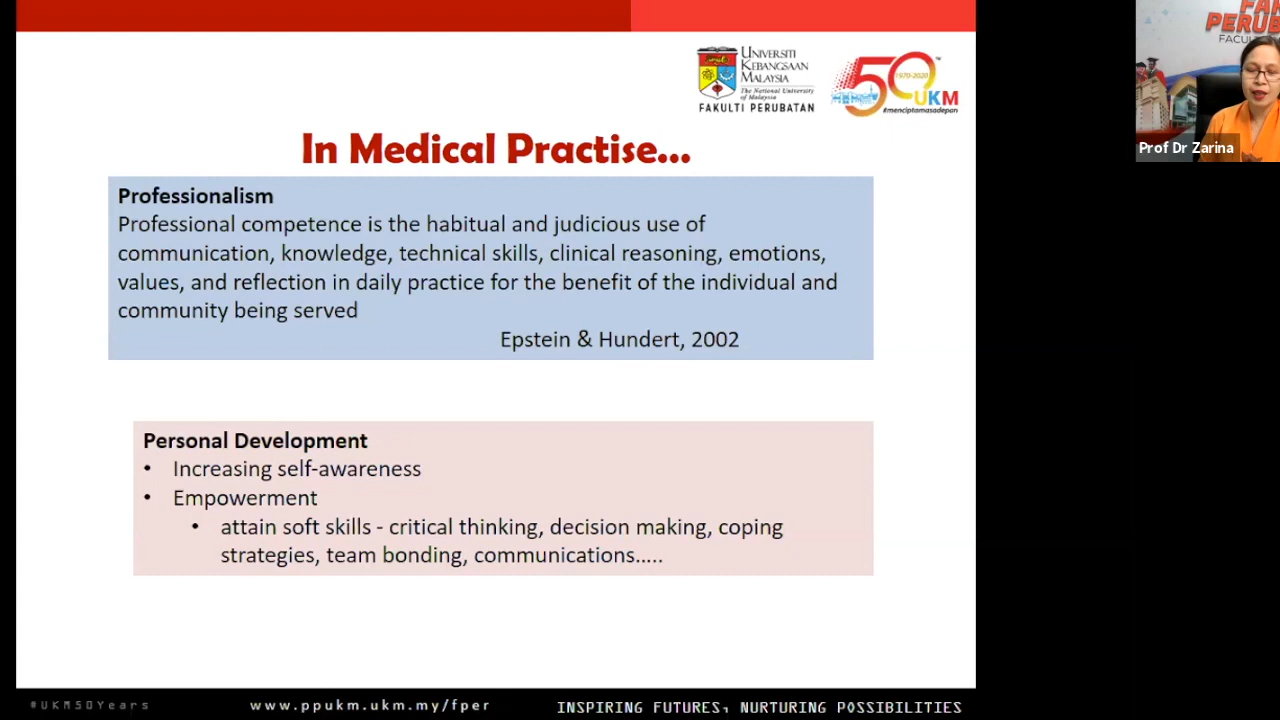 UNIVERSITI
KEBANGSAAN
MALAYSIA
The National University
of Malaysia
FAKULTI PERUBATAN
50
1970-2020
UKM
#menciptamasadepan
FAK
PERUB
FACUL
Prof Dr Zarina
In Medical Practise...
Professionalism
Professional competence is the habitual and judicious use of
communication, knowledge, technical skills, clinical reasoning, emotions,
values, and reflection in daily practice for the benefit of the individual and
community being served
Epstein & Hundert, 2002
Personal Development
• Increasing self-awareness
• Empowerment
• attain soft skills - critical thinking, decision making, coping
strategies, team bonding, communications.....
#UKM50Years
www.ppukm.ukm.my/fper
INSPIRING FUTURES, NURTURING POSSIBILITIES